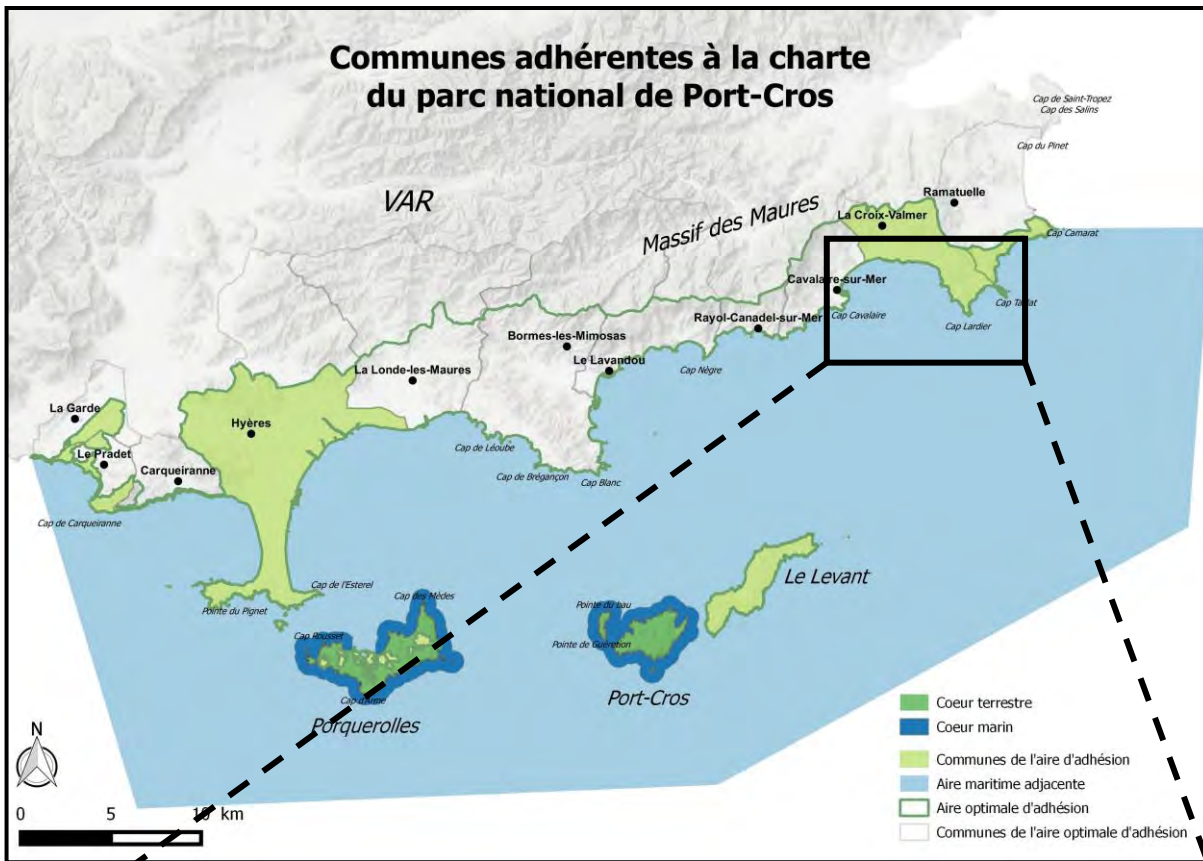 Communes adhérentes à la charte
du parc national de Port-Cros
Cap de Saint-Tropez
Cap des Salins
Cap du Pinet
VAR
Ramatuelle
Massif des Maures
La Croix-Valmer
Cap Camarat
Cavalaire-sur-Mer
Cap Taillat
Cap Cavalaire
Rayol-Canadel-sur-Mer
Cap Lardier
Bormes-les-Mimosas
Le Lavandou
Cap Nègre
La Londe-les-Maures
La Garde
Hyères
Cap de Léoube
Le Pradet
Carqueiranne
Cap de Brégançon
Cap Blanc
Cap de Carqueiranne
Le Levant
Cap de l'Esterel
Cap des Mèdes
Pointe du Pignet
Pointe du
Cap Rousset
Pointe de
Port-Cros
Porquerolles
Coeur terrestre
Coeur marin
N
Communes de l'aire d'adhésion
Aire maritime adjacente
0 5 10 km
Aire optimale d'adhésion
Communes de l'aire optimale d'adhésion